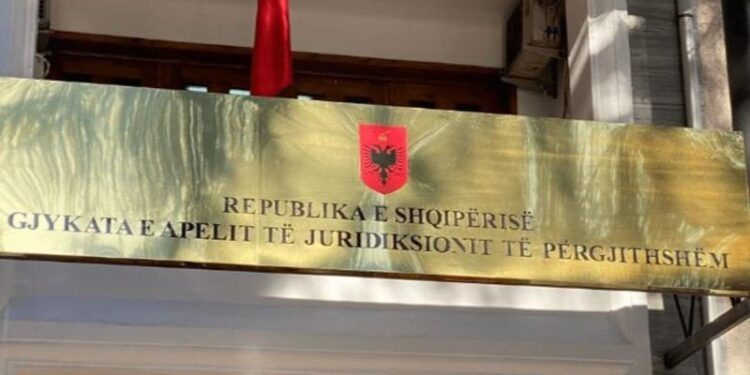 REPUBLIKA E SHQIPËRISË
GJYKATA E APELIT TË JURIDIKSIONIT TË PËRGJITHSHËM